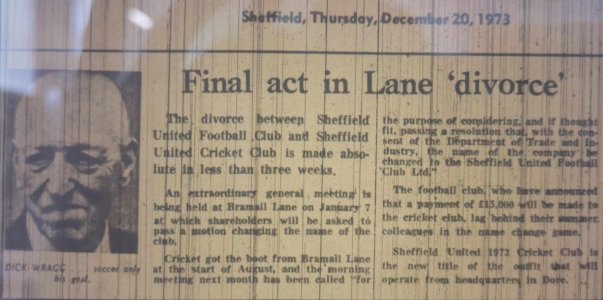 Sheffield, Thursday, December 20, 1973
Final act in Lane 'divorce'
DICK WRAGG soccer only
his goal.
The divorce between Sheffield
United Football Club and Sheffield
United Cricket Club is made abso-
lute in less than three weeks.
An extraordinary general meeting is
being held at Bramall Lane on January 7
at which shareholders will be asked to
pass a motion changing the name of the
club.
Cricket got the boot from Bramall Lane
at the start of August, and the morning
meeting next month has been called "for
the purpose of considering, and if thought
fit, passing a resolution that, with the con-
sent of the Department of Trade and In-
dustry, the name of the company be
changed to the Sheffield United Football
Club Ltd."
The football club, who have announced
that a payment of £15,000 will be made to
the cricket club, lag behind their summer
colleagues in the name change game.
Sheffield United 1973 Cricket Club is
the new title of the outfit that will
operate from headquarters in Dore.